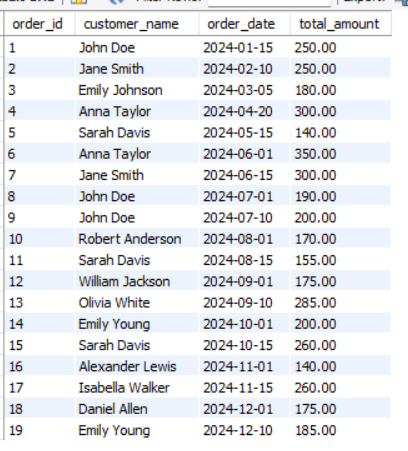 order_id customer_name order_date total_amount
1 John Doe 2024-01-15 250.00
2 Jane Smith 2024-02-10 250.00
3 Emily Johnson 2024-03-05 180.00
4 Anna Taylor 2024-04-20 300.00
5 Sarah Davis 2024-05-15 140.00
6 Anna Taylor 2024-06-01 350.00
7 Jane Smith 2024-06-15 300.00
8 John Doe 2024-07-01 190.00
9 John Doe 2024-07-10 200.00
10 Robert Anderson 2024-08-01 170.00
11 Sarah Davis 2024-08-15 155.00
12 William Jackson 2024-09-01 175.00
13 Olivia White 2024-09-10 285.00
14 Emily Young 2024-10-01 200.00
15 Sarah Davis 2024-10-15 260.00
16 Alexander Lewis 2024-11-01 140.00
17 Isabella Walker 2024-11-15 260.00
18 Daniel Allen 2024-12-01 175.00
19 Emily Young 2024-12-10 185.00